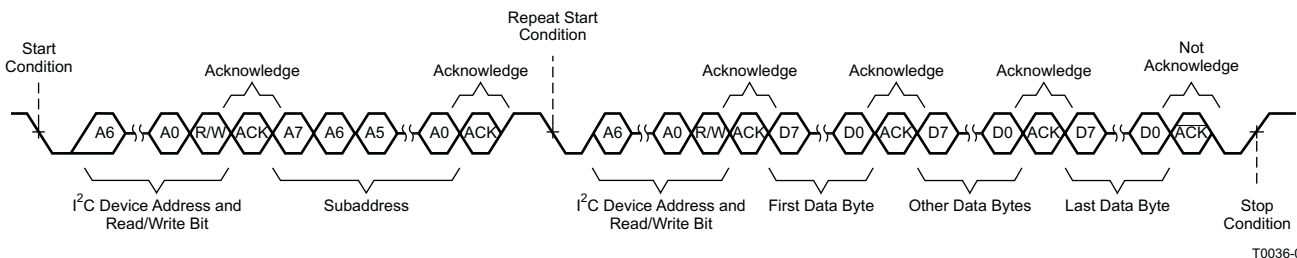 Repeat Start
Condition
Start
Condition
Not
Acknowledge
Acknowledge
Acknowledge
Acknowledge
Acknowledge
Acknowledge
A6 A0 R/W ACK A7 A6 A5 A0 ACK A6 A0 R/W ACK D7 D0 ACK D7 D0 ACK D7 D0 ACK
I²C Device Address and
Read/Write Bit
Subaddress
I²C Device Address and
Read/Write Bit
First Data Byte
Other Data Bytes
Last Data Byte
Stop
Condition